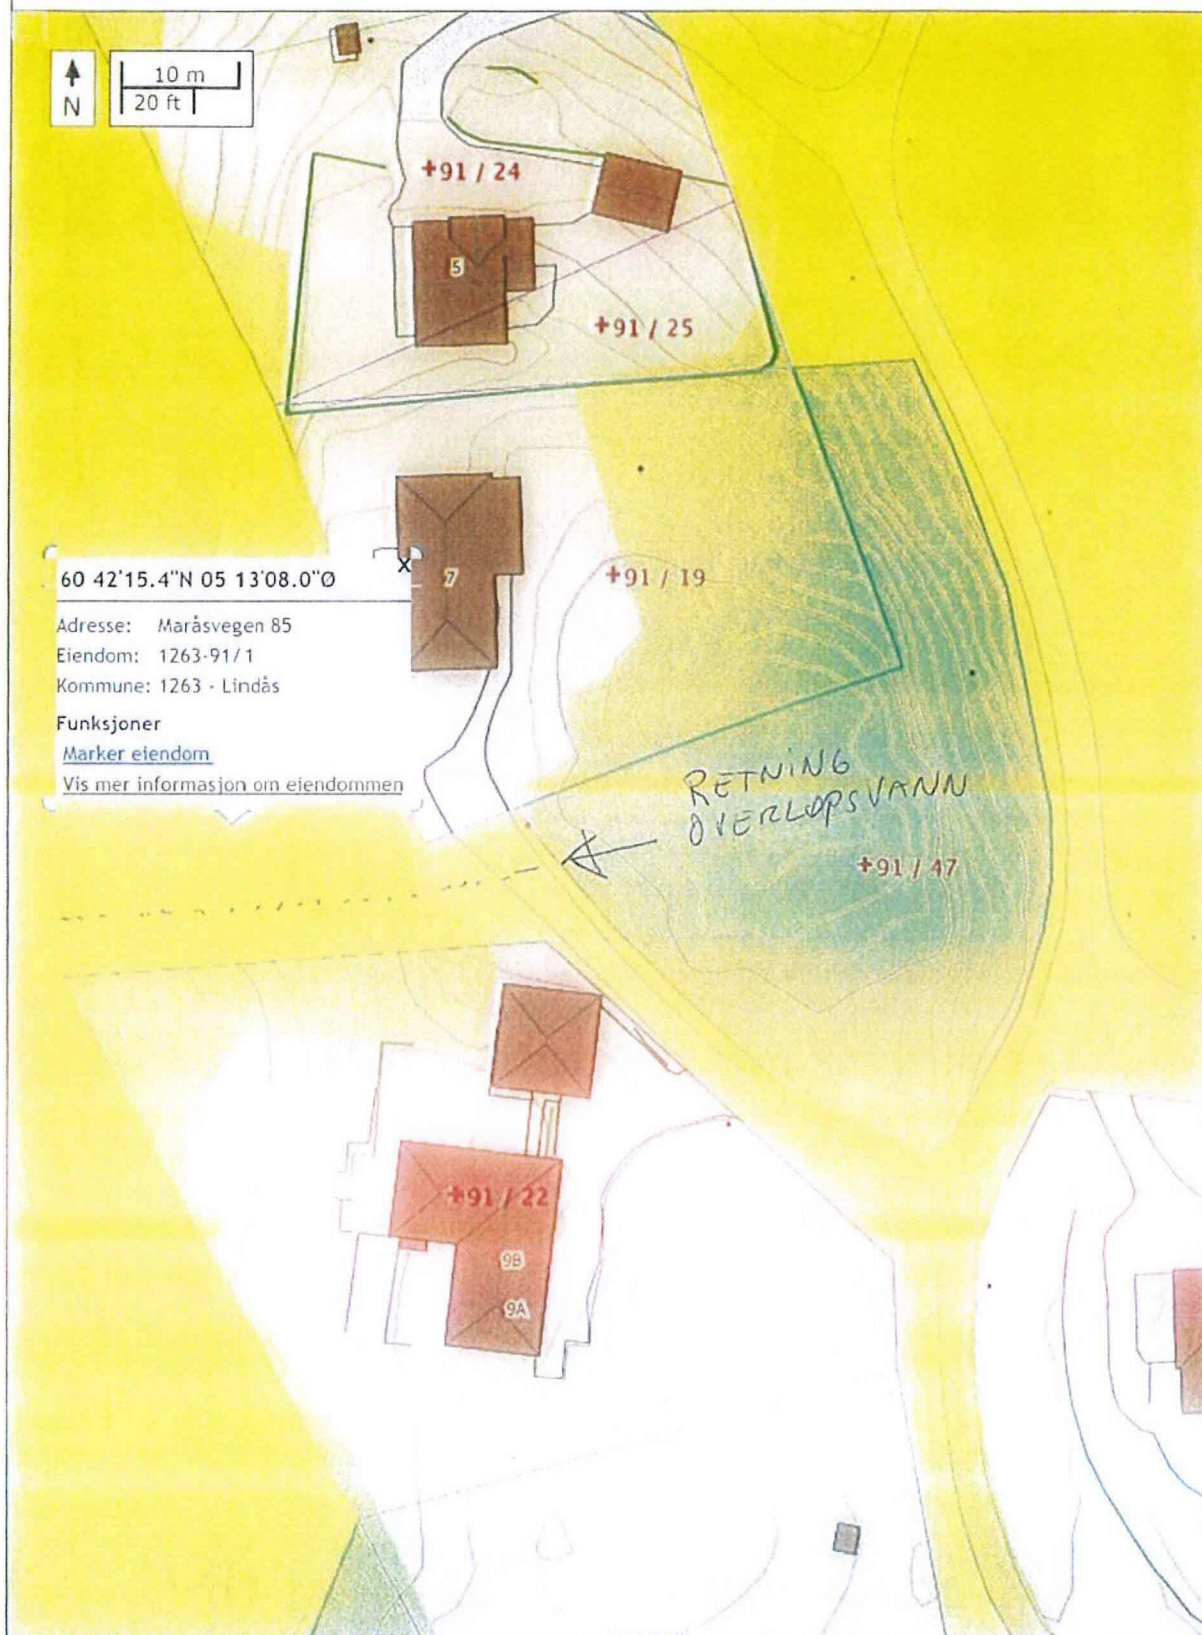 N
10 m
20 ft
+91 / 24
5
+91 / 25
60 42'15.4"N 05 13'08.0"Ø
X
Adresse: Maråsvegen 85
Eiendom: 1263-91/1
Kommune: 1263 - Lindås
Funksjoner
Marker eiendom
Vis mer informasjon om eiendommen
7
+91 / 19
RETNING
OVERLØPSVANN
+91 / 47
+91 / 22
9B
9A